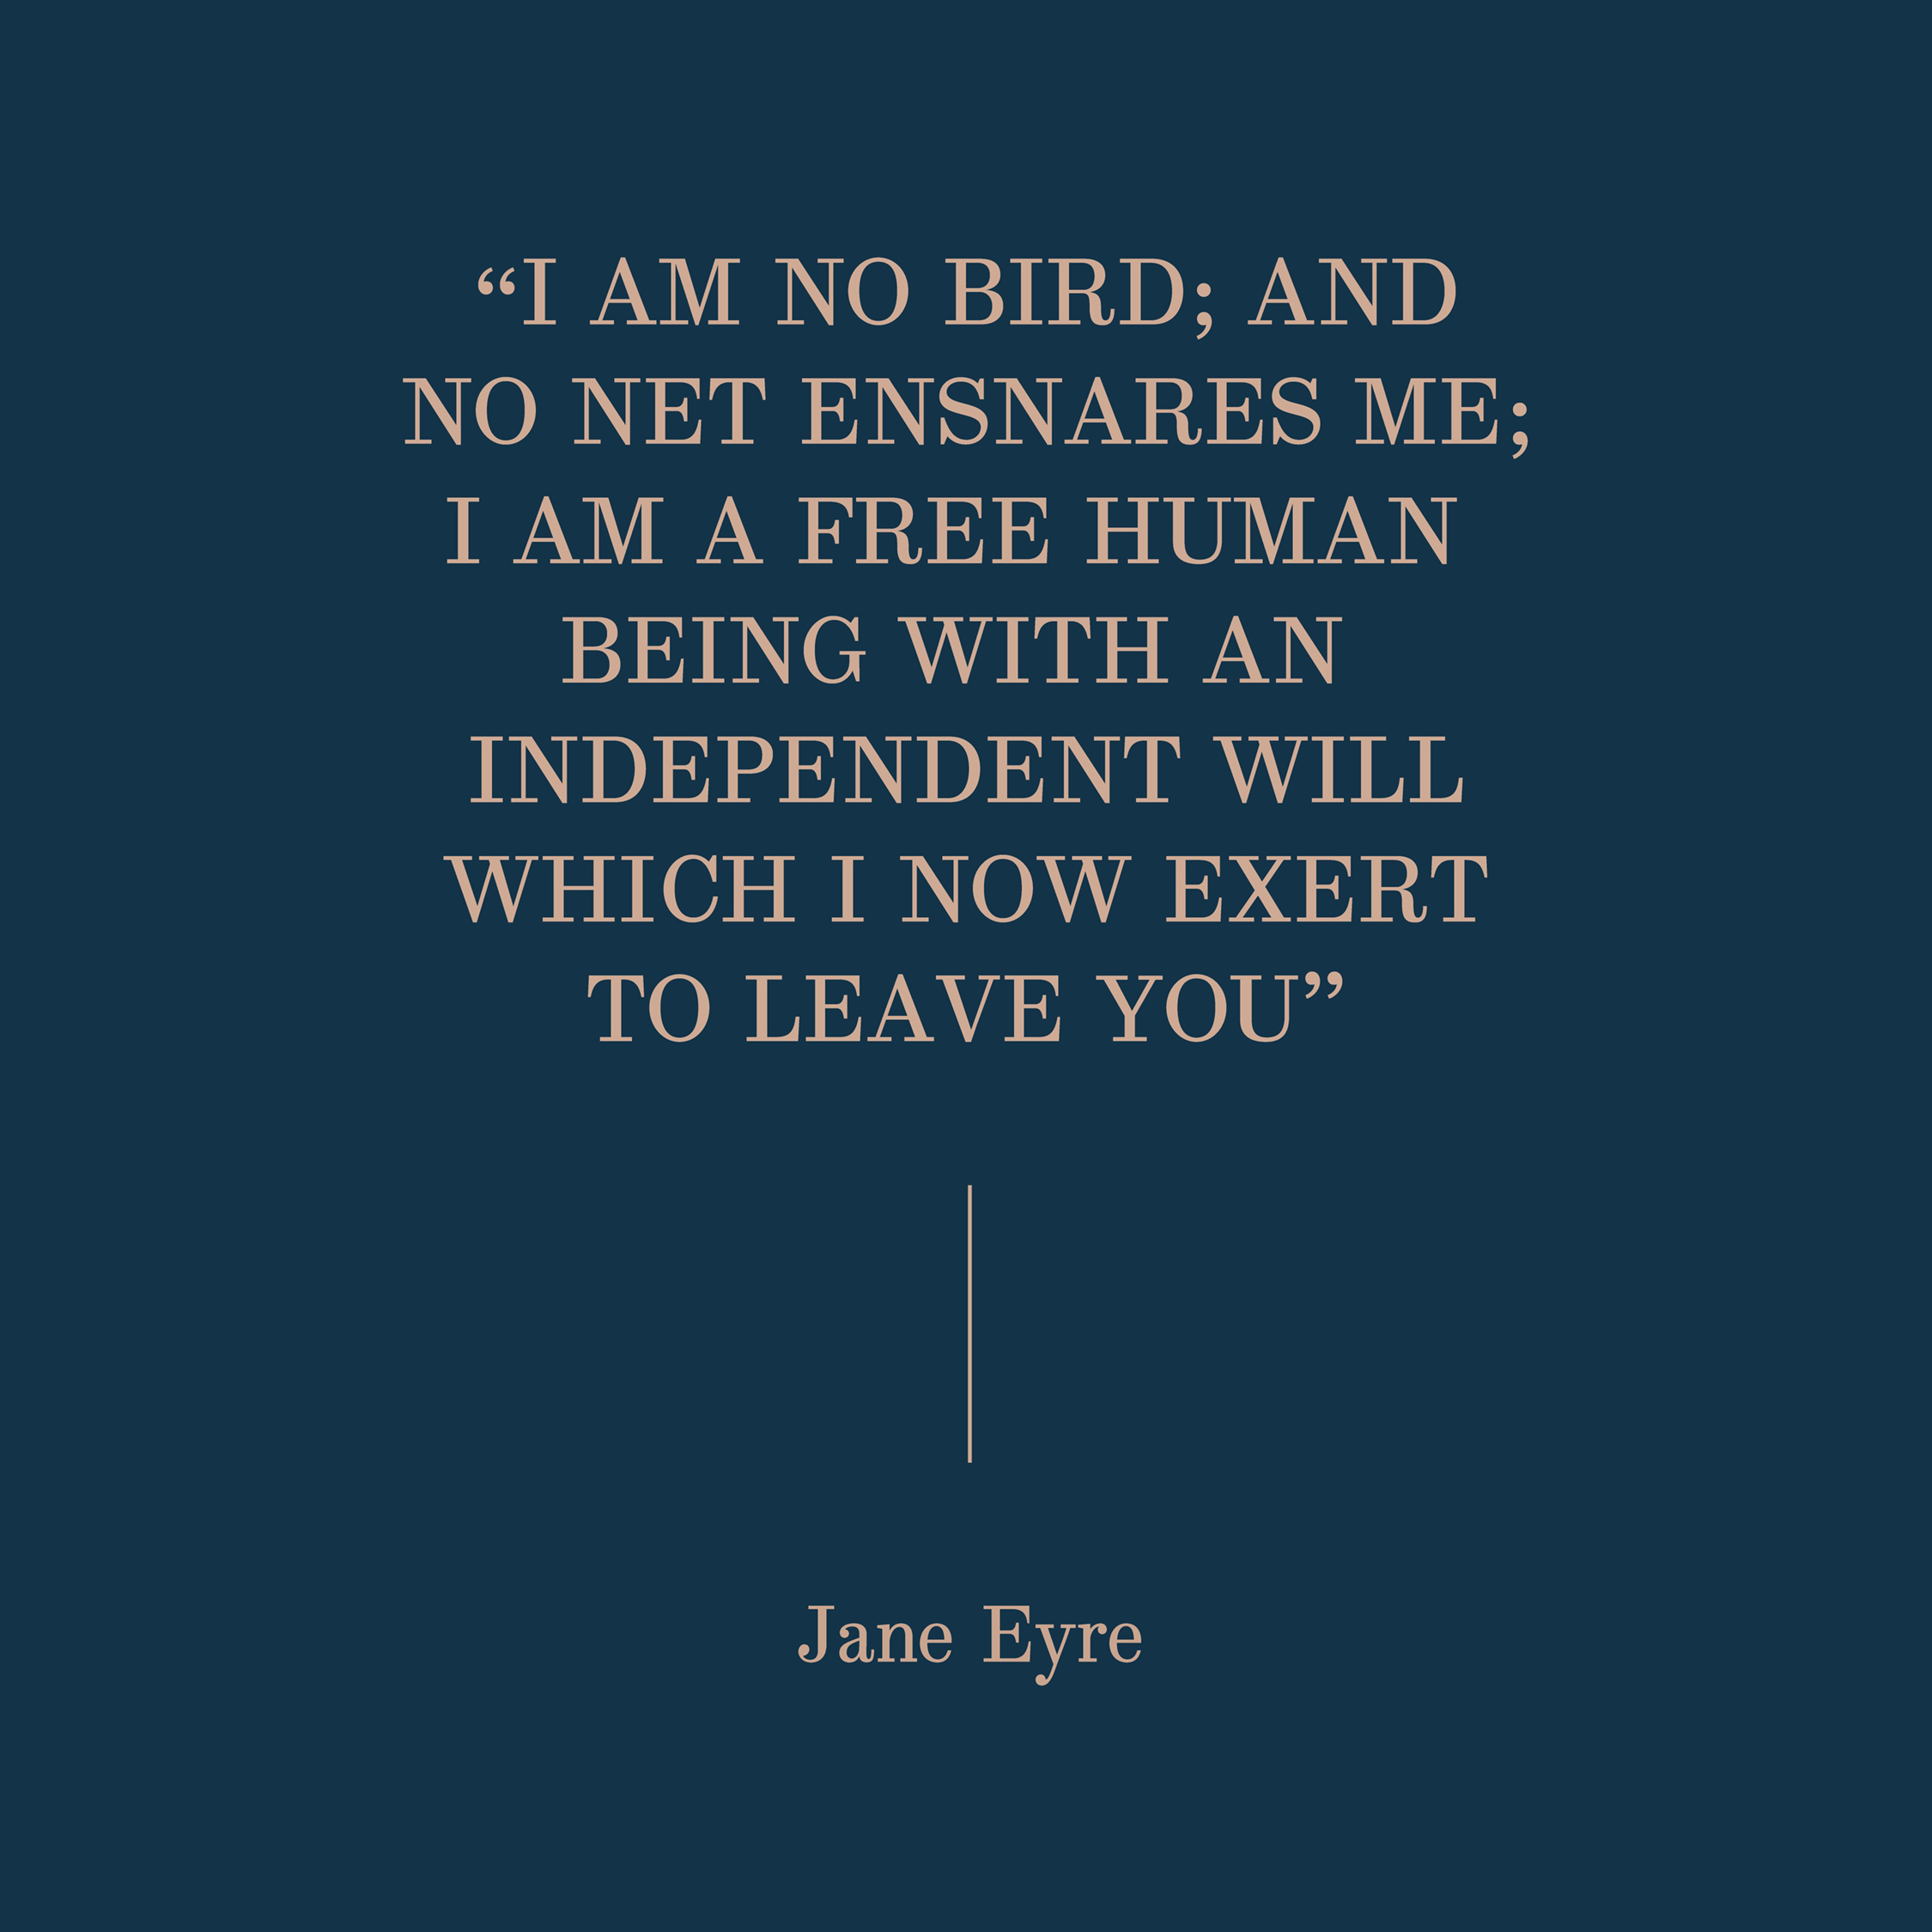 “I AM NO BIRD; AND
NO NET ENSNARES ME;
I AM A FREE HUMAN
BEING WITH AN
INDEPENDENT WILL
WHICH I NOW EXERT
TO LEAVE YOU”
Jane Eyre